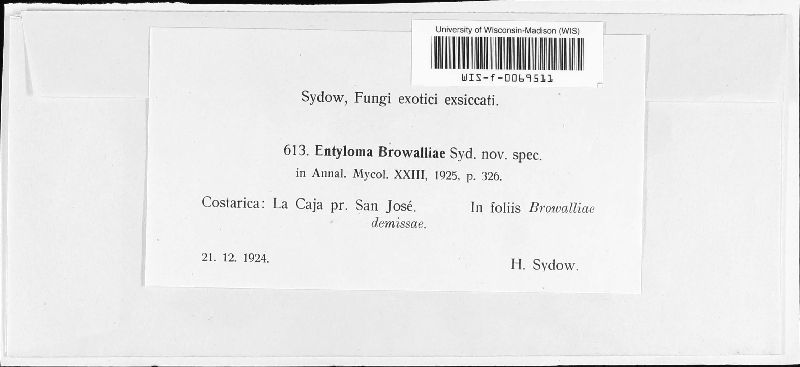 University of Wisconsin-Madison (WIS)
WIS-f-0069511
Sydow, Fungi exotici exsiccati.
613. Entyloma Browalliae Syd. nov. spec.
in Annal. Mycol. XXIII, 1925, p. 326.
Costarica: La Caja pr. San José. In foliis Browalliae
demissae.
21. 12. 1924.
H. Sydow.